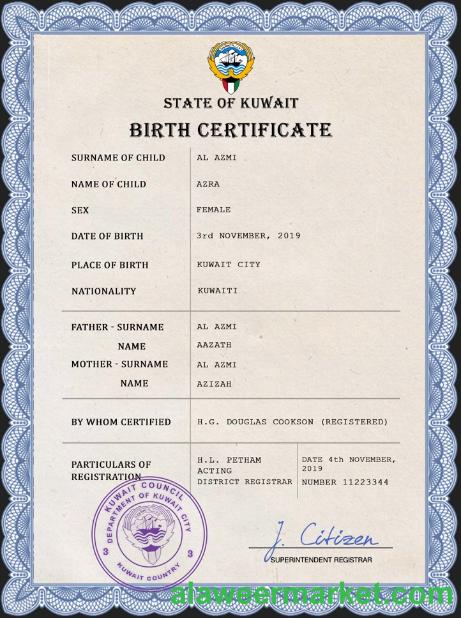 STATE OF KUWAIT
BIRTH CERTIFICATE
SURNAME OF CHILD AL AZMI
NAME OF CHILD AZRA
SEX FEMALE
DATE OF BIRTH 3rd NOVEMBER, 2019
PLACE OF BIRTH KUWAIT CITY
NATIONALITY KUWAITI
FATHER - SURNAME AL AZMI
NAME AAZATH
MOTHER - SURNAME AL AZMI
NAME AZIZAH
BY WHOM CERTIFIED H.G. DOUGLAS COOKSON (REGISTERED)
PARTICULARS OF
REGISTRATION
H.L. PETHAM
ACTING
DISTRICT REGISTRAR
DATE 4th NOVEMBER,
2019
NUMBER 11223344
KUWAIT COUNCIL
DEPARTMENT OF KUWAIT CITY
3 3
KUWAIT COUNTRY
J. Citizen
SUPERINTENDENT REGISTRAR
alaweermarket.com